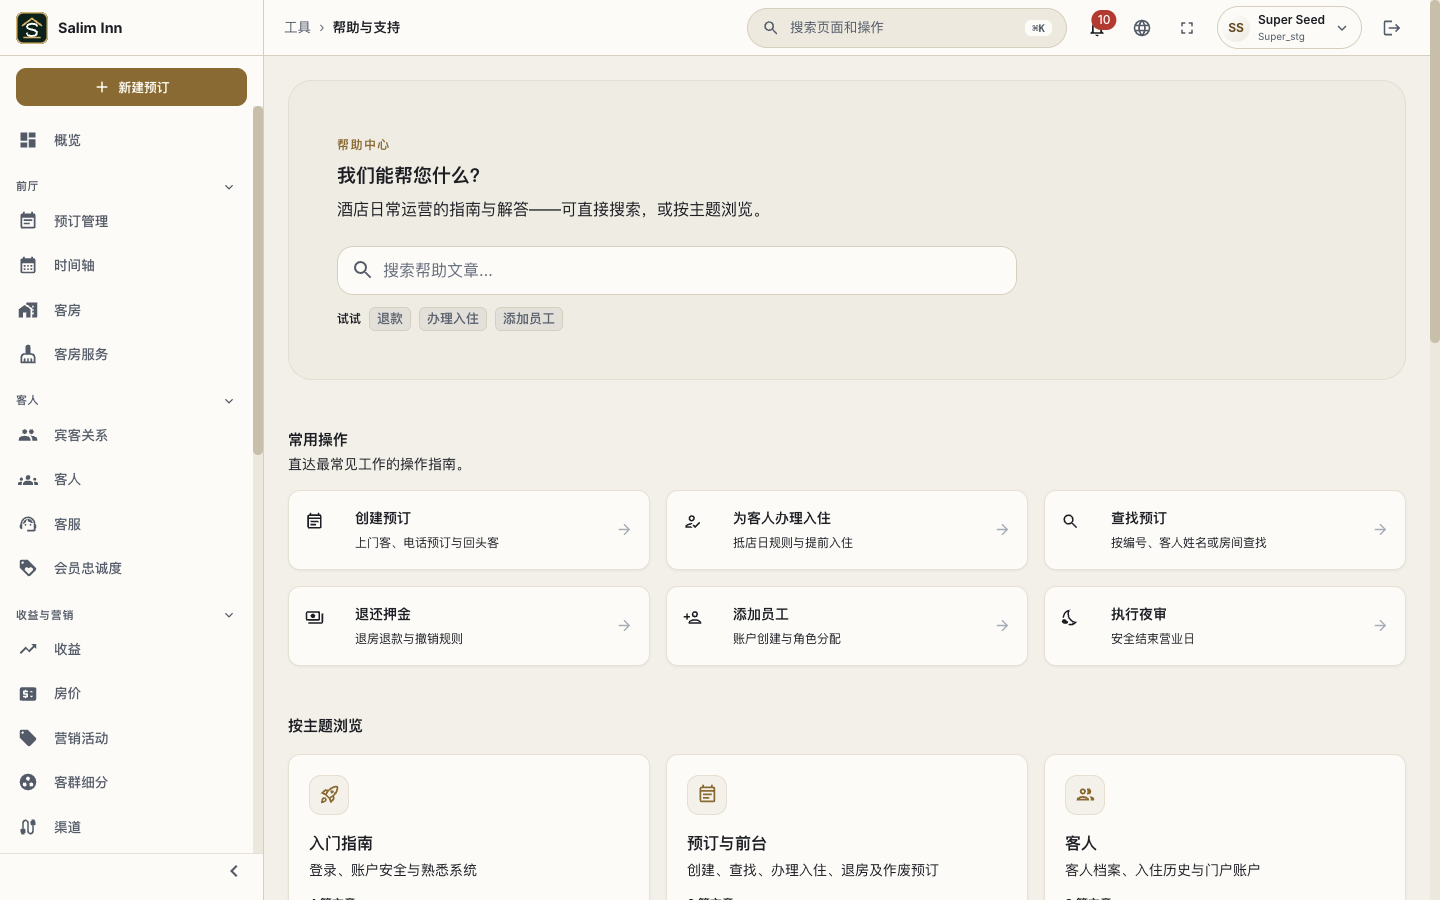 Salim Inn
工具 › 帮助与支持
搜索页面和操作
⌘K
10
SS
Super Seed
Super_stg
新建预订
概览
前厅
预订管理
时间轴
客房
客房服务
客人
宾客关系
客人
客服
会员忠诚度
收益与营销
收益
房价
营销活动
客群细分
渠道
帮助中心
我们能帮您什么?
酒店日常运营的指南与解答——可直接搜索，或按主题浏览。
搜索帮助文章...
试试 退款 办理入住 添加员工
常用操作
直达最常见工作的操作指南。
创建预订
上门客、电话预订与回头客
为客人办理入住
抵店日规则与提前入住
查找预订
按编号、客人姓名或房间查找
退还押金
退房退款与撤销规则
添加员工
账户创建与角色分配
执行夜审
安全结束营业日
按主题浏览
入门指南
登录、账户安全与熟悉系统
预订与前台
创建、查找、办理入住、退房及作废预订
客人
客人档案、入住历史与门户账户